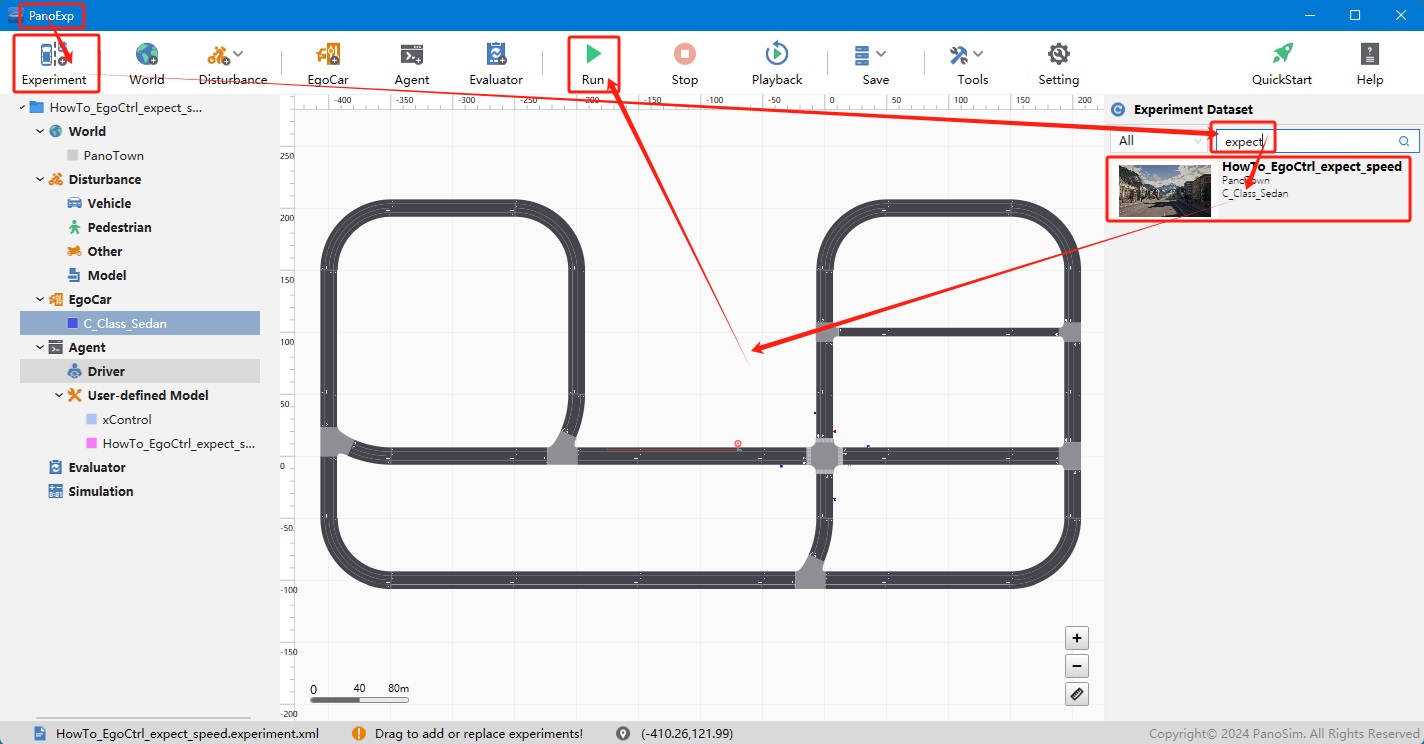 PanoExp
Experiment World Disturbance EgoCar Agent Evaluator Run Stop Playback Save Tools Setting QuickStart Help
HowTo_EgoCtrl_expect_s...
World
PanoTown
Disturbance
Vehicle
Pedestrian
Other
Model
EgoCar
C_Class_Sedan
Agent
Driver
User-defined Model
xControl
HowTo_EgoCtrl_expect_s...
Evaluator
Simulation
-400 -350 -300 -250 -200 -150 -100 -50 0 50 100 150 200
250
200
150
100
50
0
-50
-100
-150
-200
0 40 80m
+
−
Experiment Dataset
All expect
HowTo_EgoCtrl_expect_speed
PanoTown
C_Class_Sedan
HowTo_EgoCtrl_expect_speed.experiment.xml Drag to add or replace experiments! (-410.26,121.99) Copyright© 2024 PanoSim. All Rights Reserved